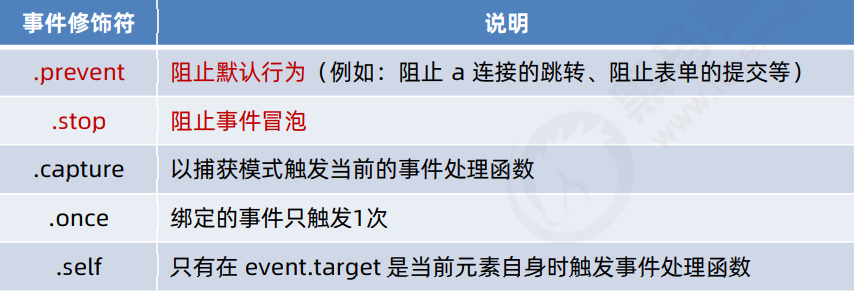 事件修饰符 说明
.prevent 阻止默认行为（例如：阻止 a 连接的跳转、阻止表单的提交等）
.stop 阻止事件冒泡
.capture 以捕获模式触发当前的事件处理函数
.once 绑定的事件只触发1次
.self 只有在 event.target 是当前元素自身时触发事件处理函数